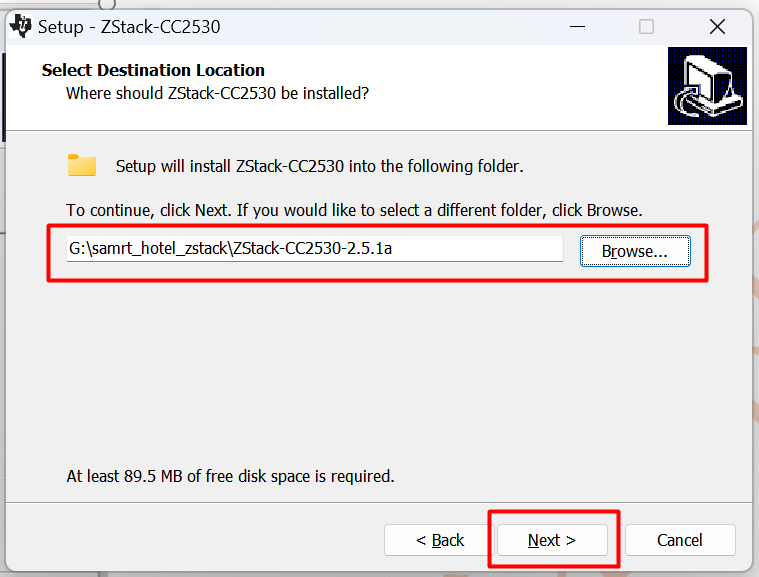 Setup - ZStack-CC2530
Select Destination Location
Where should ZStack-CC2530 be installed?
Setup will install ZStack-CC2530 into the following folder.
To continue, click Next. If you would like to select a different folder, click Browse.
G:\samrt_hotel_zstack\ZStack-CC2530-2.5.1a
Browse...
At least 89.5 MB of free disk space is required.
< Back
Next >
Cancel